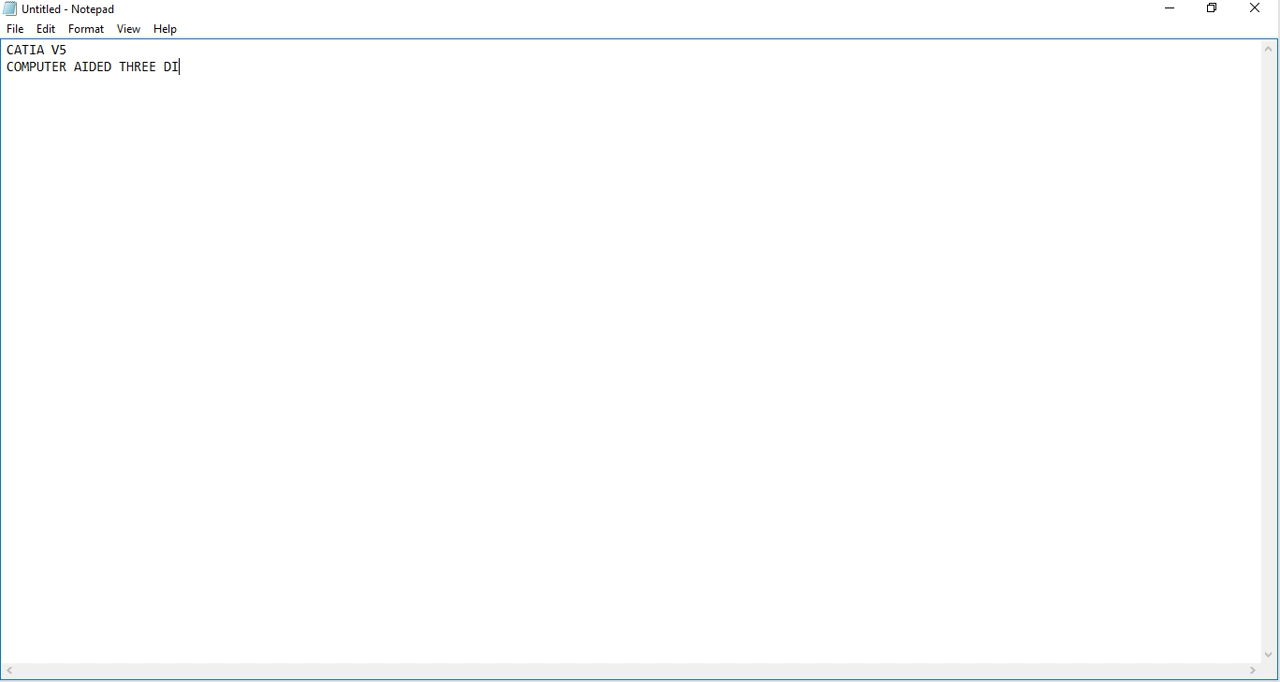 Untitled - Notepad
File Edit Format View Help
CATIA V5
COMPUTER AIDED THREE DI